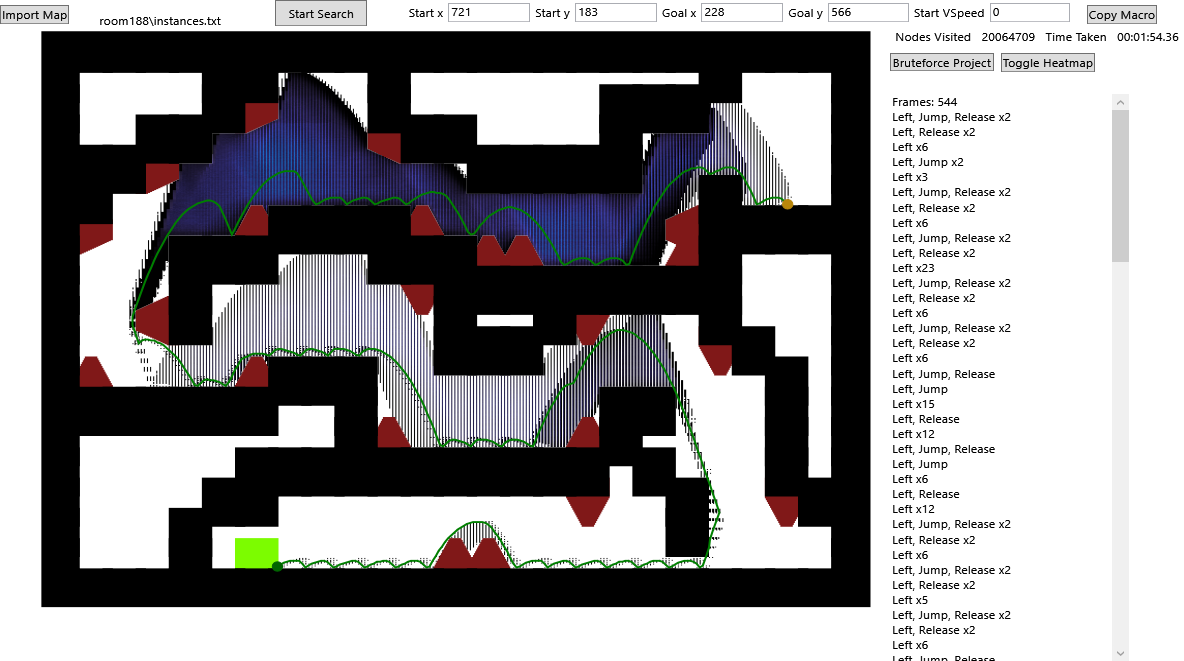 Import Map
room188\instances.txt
Start Search
Start x 721 Start y 183 Goal x 228 Goal y 566 Start VSpeed 0
Copy Macro
Nodes Visited 20064709 Time Taken 00:01:54.36
Bruteforce Project Toggle Heatmap
Frames: 544
Left, Jump, Release x2
Left, Release x2
Left x6
Left, Jump x2
Left x3
Left, Jump, Release x2
Left, Release x2
Left x6
Left, Jump, Release x2
Left, Release x2
Left x23
Left, Jump, Release x2
Left, Release x2
Left x6
Left, Jump, Release x2
Left, Release x2
Left x6
Left, Jump, Release
Left, Jump
Left x15
Left, Release
Left x12
Left, Jump, Release
Left, Jump
Left x6
Left, Release
Left x12
Left, Jump, Release x2
Left, Release x2
Left x6
Left, Jump, Release x2
Left, Release x2
Left x5
Left, Jump, Release x2
Left, Release x2
Left x6
Left, Jump, Release